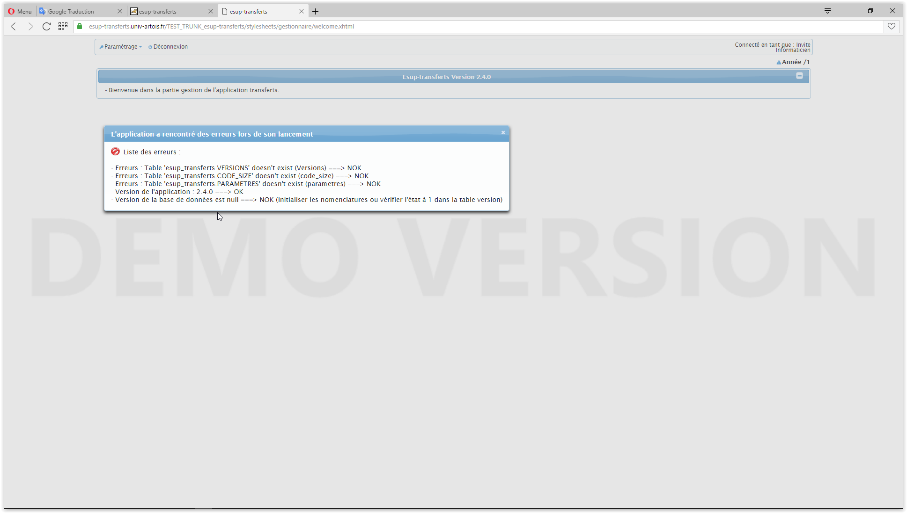 Menu
Google Traduction
esup-transferts
esup-transferts
esup-transferts.univ-artois.fr/TEST_TRUNK_esup-transferts/stylesheets/gestionnaire/welcome.xhtml
Paramétrage
Déconnexion
Connecté en tant que : Invite
Informaticien
Année /1
Esup-transferts Version 2.4.0
- Bienvenue dans la partie gestion de l'application transferts.
L'application a rencontré des erreurs lors de son lancement
Liste des erreurs :
- Erreurs : Table 'esup_transferts.VERSIONS' doesn't exist (Versions) ===> NOK
- Erreurs : Table 'esup_transferts.CODE_SIZE' doesn't exist (code_size) ===> NOK
- Erreurs : Table 'esup_transferts.PARAMETRES' doesn't exist (parametres) ===> NOK
- Version de l'application : 2.4.0 ===> OK
- Version de la base de données est null ===> NOK (Initialiser les nomenclatures ou vérifier l'état à 1 dans la table version)
DEMO VERSION